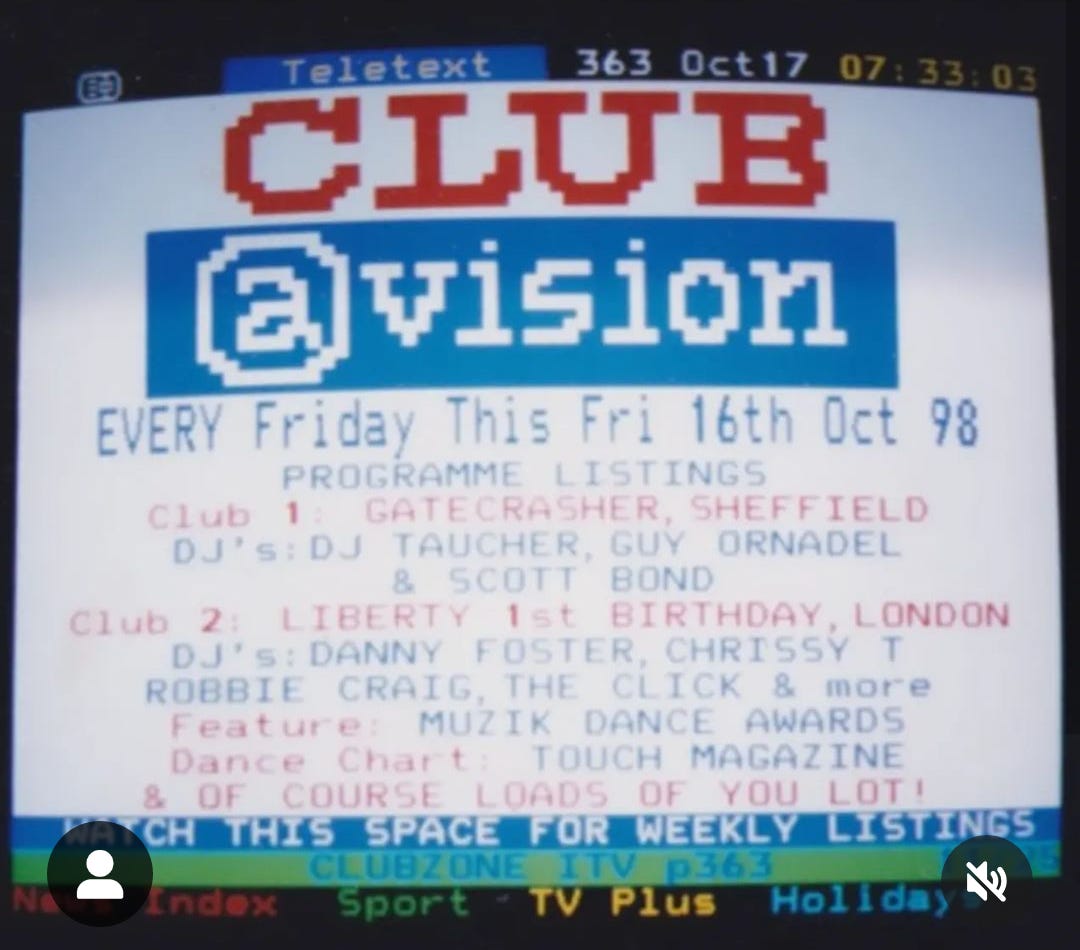 Teletext 363 Oct17 07:33:03
CLUB
@vision
EVERY Friday This Fri 16th Oct 98
PROGRAMME LISTINGS
Club 1: GATECRASHER, SHEFFIELD
DJ's: DJ TAUCHER, GUY ORNADEL
& SCOTT BOND
Club 2: LIBERTY 1st BIRTHDAY, LONDON
DJ's: DANNY FOSTER, CHRISSY T
ROBBIE CRAIG, THE CLICK & more
Feature: MUZIK DANCE AWARDS
Dance Chart: TOUCH MAGAZINE
& OF COURSE LOADS OF YOU LOT!
WATCH THIS SPACE FOR WEEKLY LISTINGS
CLUBZONE ITV p363
Index Sport TV Plus Holidays